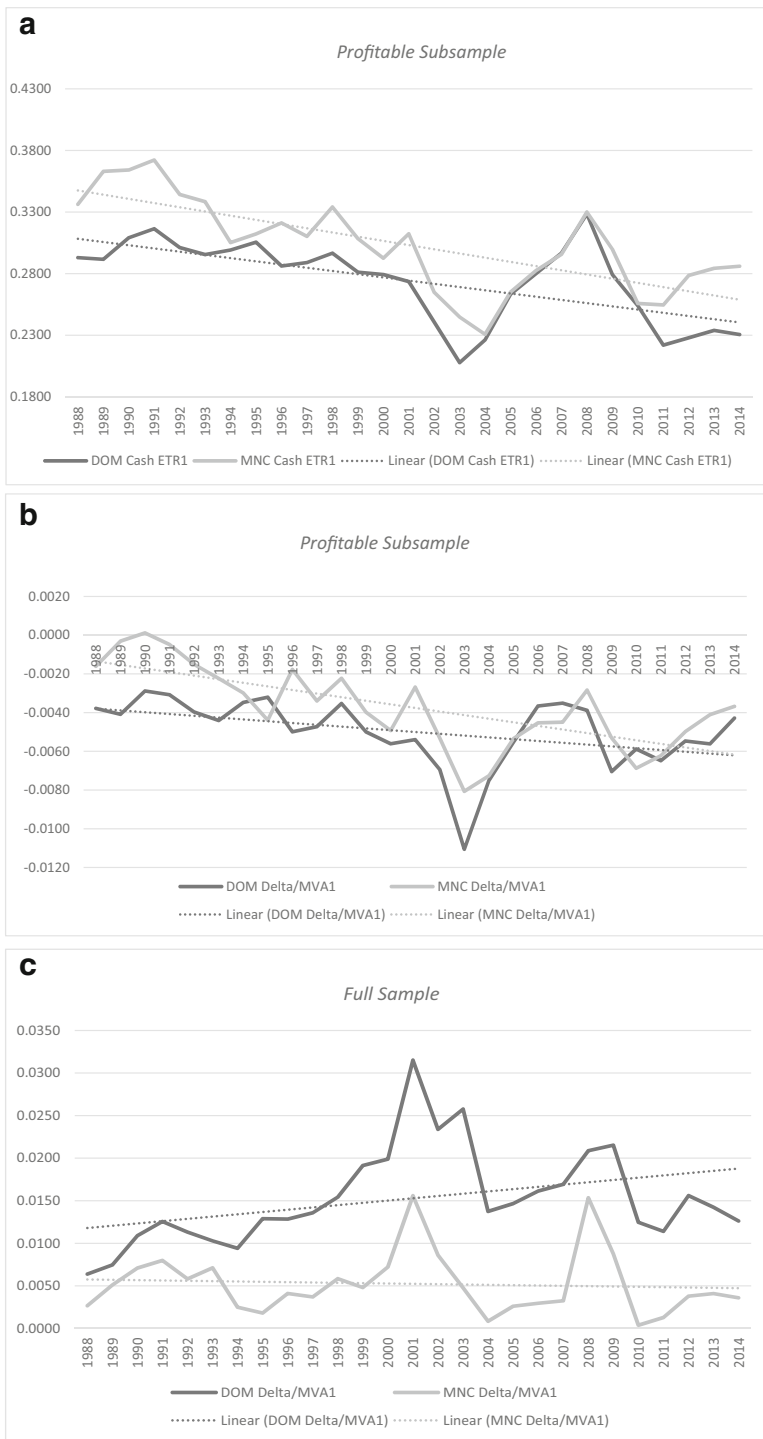 a
Profitable Subsample
0.4300
0.3800
0.3300
0.2800
0.2300
0.1800
1988 1989 1990 1991 1992 1993 1994 1995 1996 1997 1998 1999 2000 2001 2002 2003 2004 2005 2006 2007 2008 2009 2010 2011 2012 2013 2014
DOM Cash ETR1 MNC Cash ETR1 Linear (DOM Cash ETR1) Linear (MNC Cash ETR1)
b
Profitable Subsample
0.0020
0.0000
1988 1989 1990 1991 1992 1993 1994 1995 1996 1997 1998 1999 2000 2001 2002 2003 2004 2005 2006 2007 2008 2009 2010 2011 2012 2013 2014
-0.0020
-0.0040
-0.0060
-0.0080
-0.0100
-0.0120
DOM Delta/MVA1 MNC Delta/MVA1
Linear (DOM Delta/MVA1) Linear (MNC Delta/MVA1)
c
Full Sample
0.0350
0.0300
0.0250
0.0200
0.0150
0.0100
0.0050
0.0000
1988 1989 1990 1991 1992 1993 1994 1995 1996 1997 1998 1999 2000 2001 2002 2003 2004 2005 2006 2007 2008 2009 2010 2011 2012 2013 2014
DOM Delta/MVA1 MNC Delta/MVA1
Linear (DOM Delta/MVA1) Linear (MNC Delta/MVA1)